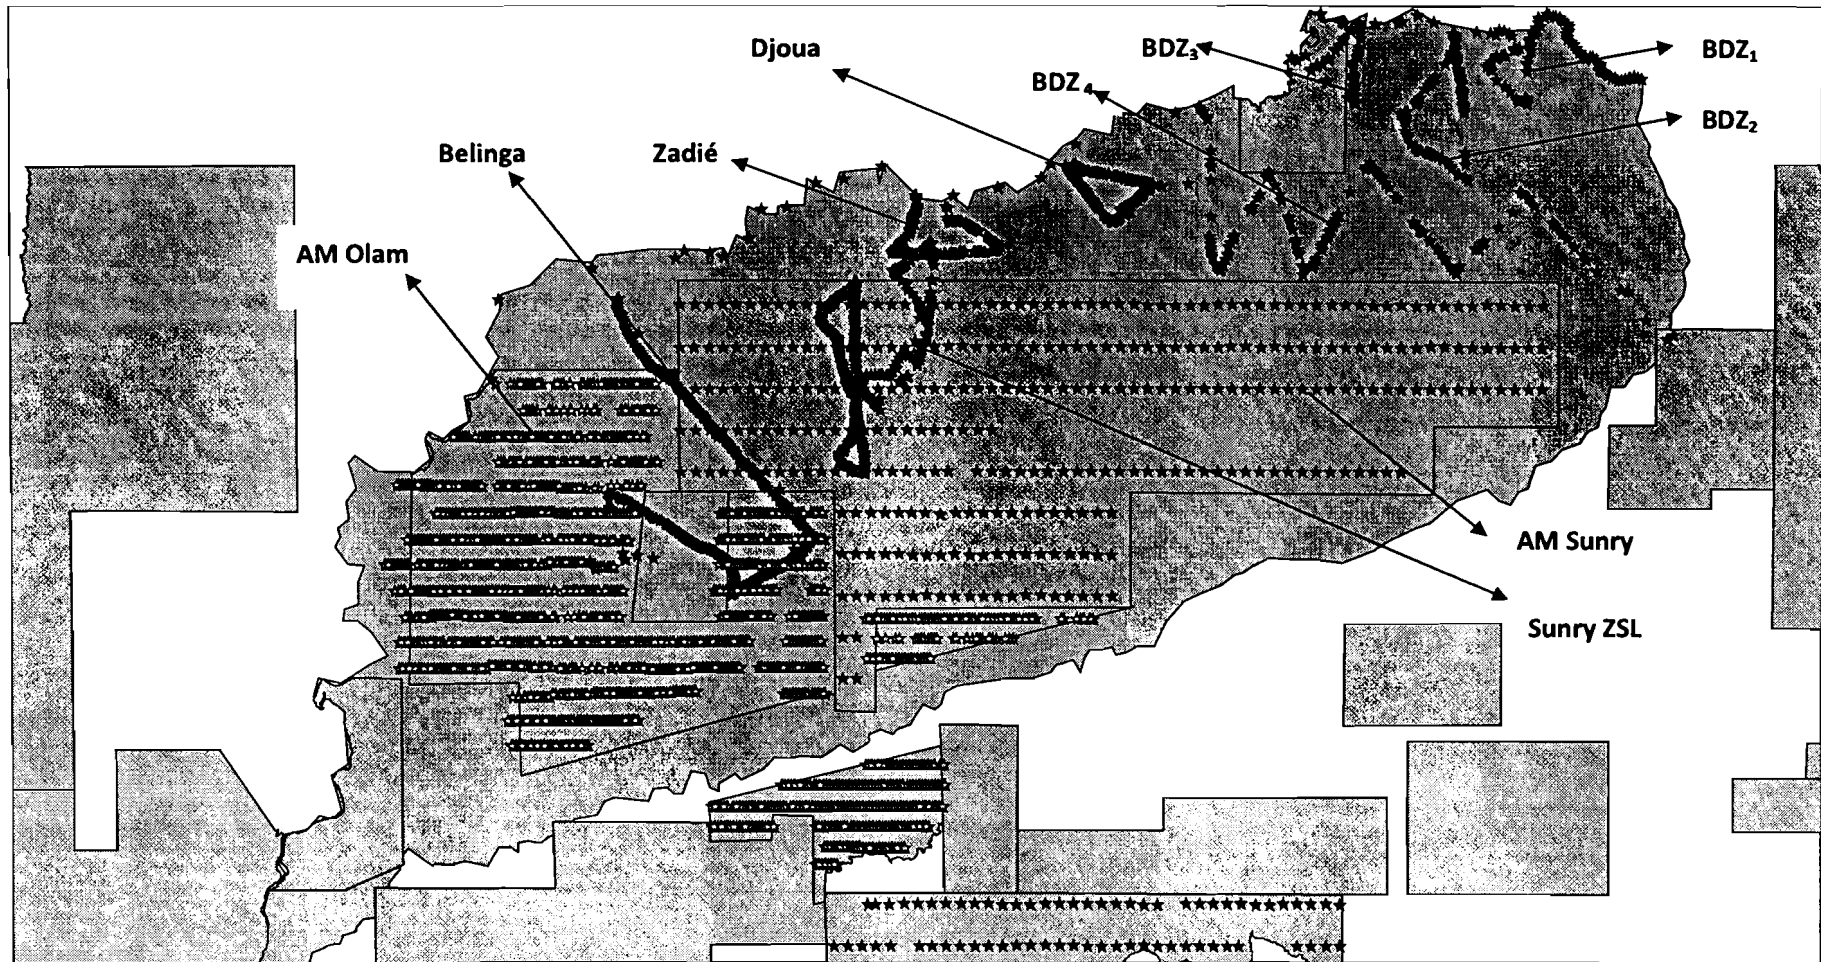 Djoua
BDZ₃
BDZ₁
BDZ₄
BDZ₂
Belinga
Zadié
AM Olam
AM Sunry
Sunry ZSL